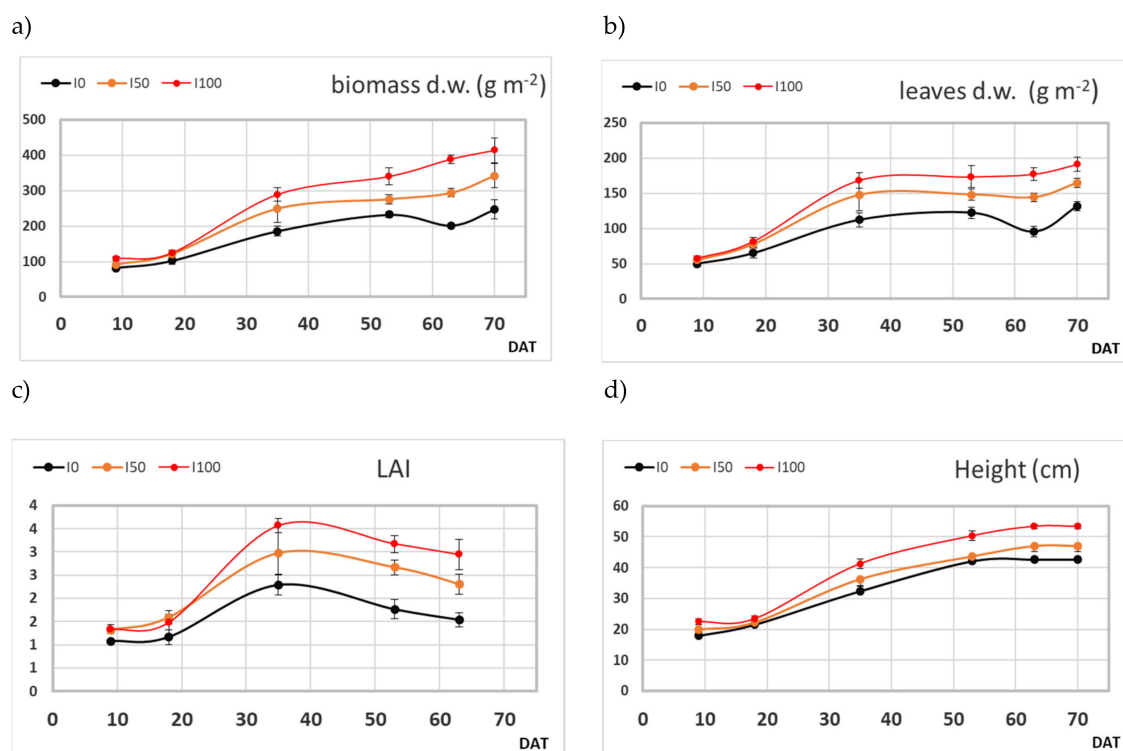 a)
I0 I50 I100
biomass d.w. (g m-2)
500
400
300
200
100
0
0 10 20 30 40 50 60 70
DAT
b)
I0 I50 I100
leaves d.w. (g m-2)
250
200
150
100
50
0
0 10 20 30 40 50 60 70
DAT
c)
I0 I50 I100
LAI
4
4
3
3
2
2
1
1
0
0 10 20 30 40 50 60 70
DAT
d)
I0 I50 I100
Height (cm)
60
50
40
30
20
10
0
0 10 20 30 40 50 60 70
DAT